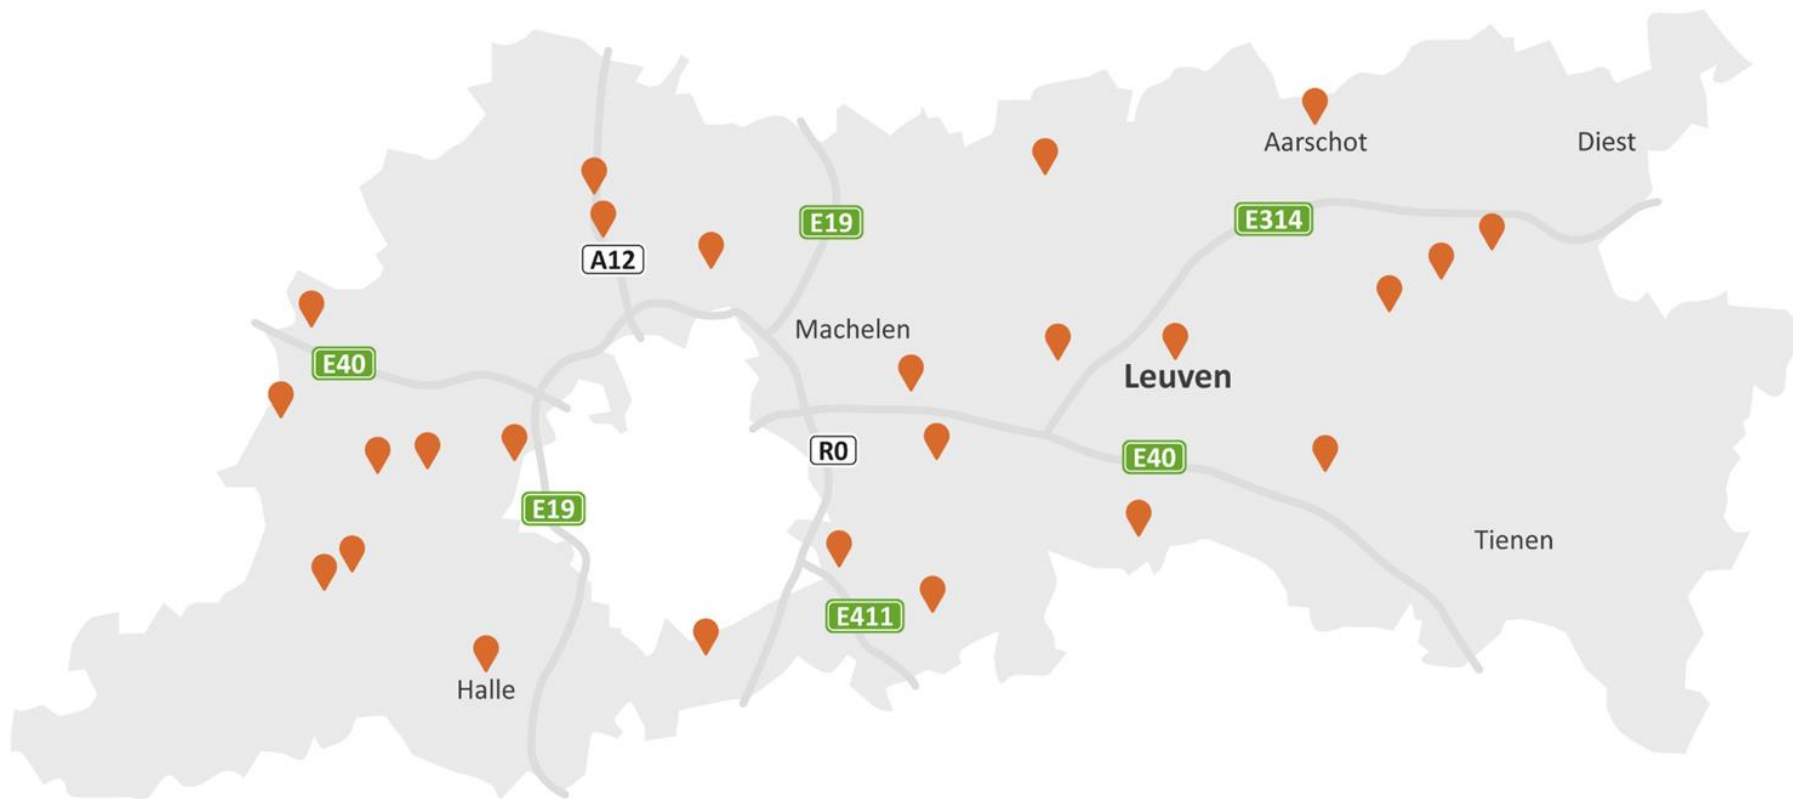 Aarschot
Diest
E19
E314
A12
Machelen
E40
Leuven
R0
E40
E19
Tienen
E411
Halle